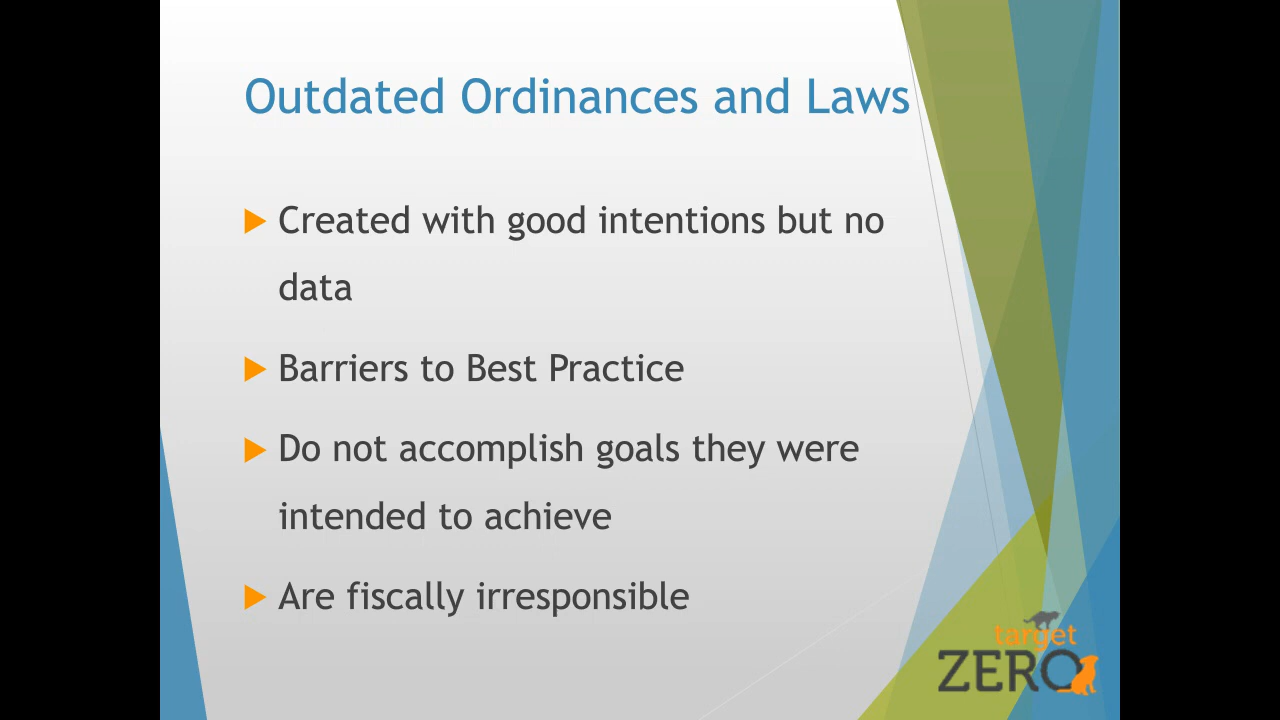 Outdated Ordinances and Laws
Created with good intentions but no
data
Barriers to Best Practice
Do not accomplish goals they were
intended to achieve
Are fiscally irresponsible
target
ZERO